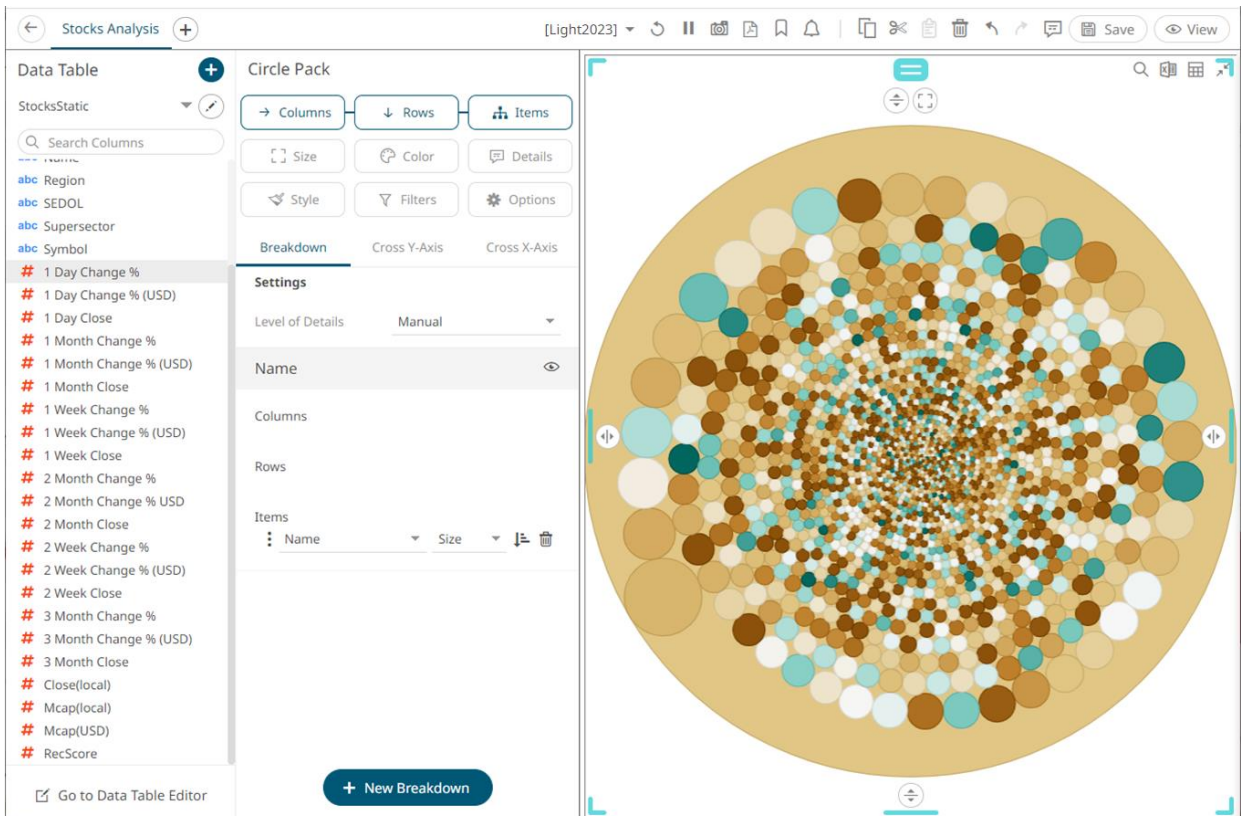 Stocks Analysis
[Light2023]
Save
View
Data Table
StocksStatic
Search Columns
abc Name
abc Region
abc SEDOL
abc Supersector
abc Symbol
# 1 Day Change %
# 1 Day Change % (USD)
# 1 Day Close
# 1 Month Change %
# 1 Month Change % (USD)
# 1 Month Close
# 1 Week Change %
# 1 Week Change % (USD)
# 1 Week Close
# 2 Month Change %
# 2 Month Change % USD
# 2 Month Close
# 2 Week Change %
# 2 Week Change % (USD)
# 2 Week Close
# 3 Month Change %
# 3 Month Change % (USD)
# 3 Month Close
# Close(local)
# Mcap(local)
# Mcap(USD)
# RecScore
Go to Data Table Editor
Circle Pack
Columns Rows Items
Size Color Details
Style Filters Options
Breakdown Cross Y-Axis Cross X-Axis
Settings
Level of Details Manual
Name
Columns
Rows
Items
Name Size
+ New Breakdown